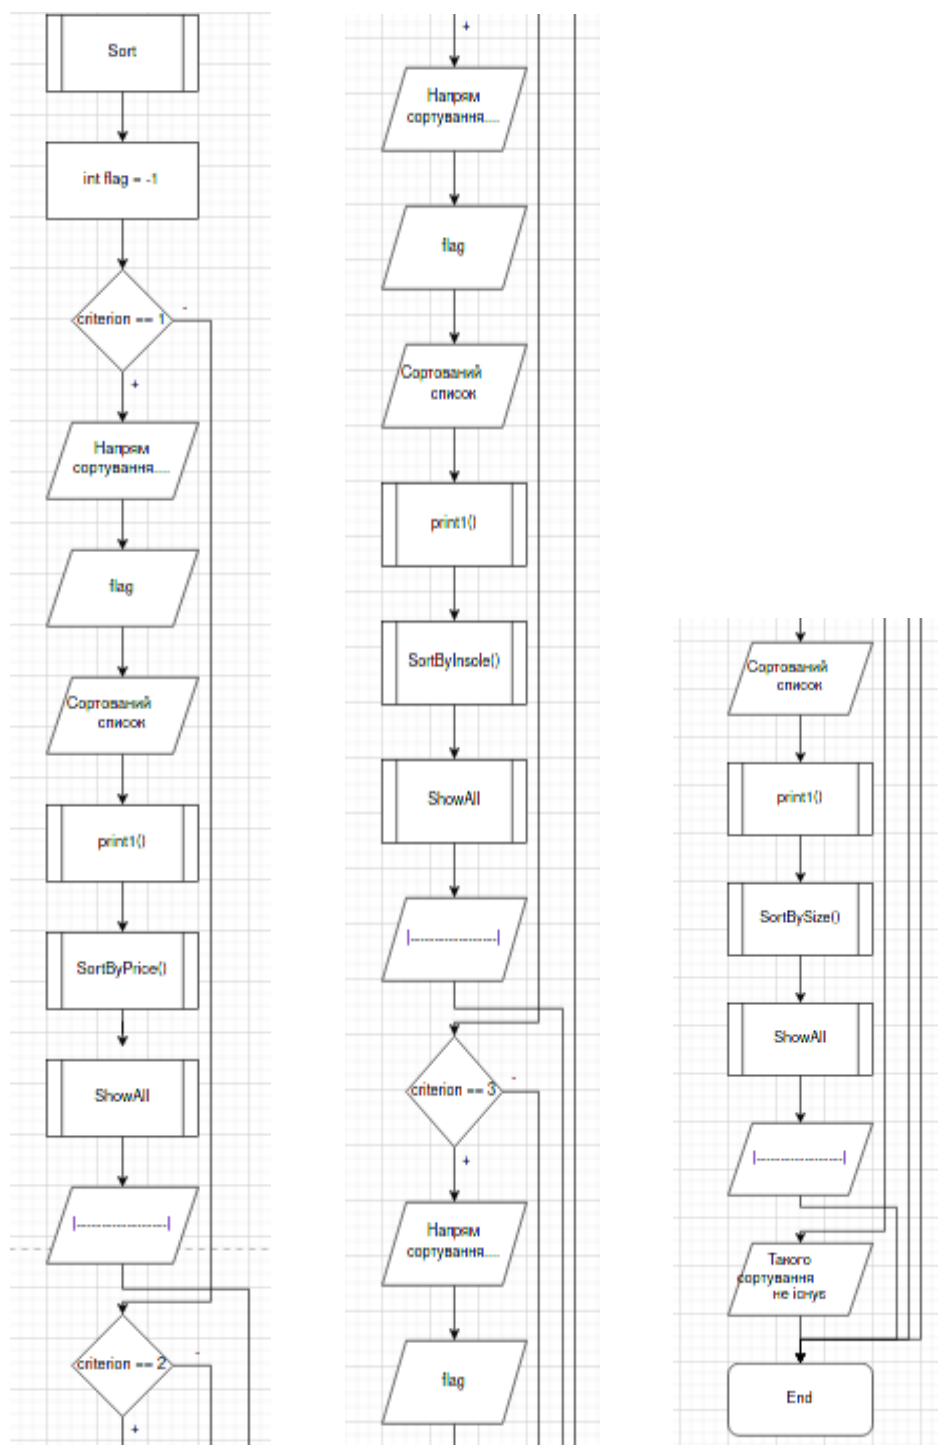 Sort
int flag = -1
criterion == 1
-
+
Напрям
сортування....
flag
Сортований
список
print1()
SortByPrice()
ShowAll
|----------------------|
criterion == 2
-
+
+
Напрям
сортування....
flag
Сортований
список
print1()
SortByInsole()
ShowAll
|----------------------|
criterion == 3
-
+
Напрям
сортування....
flag
Сортований
список
print1()
SortBySize()
ShowAll
|----------------------|
Такого
сортування
не існує
End